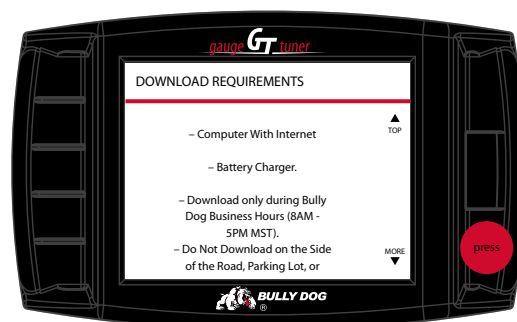 gauge GT tuner
DOWNLOAD REQUIREMENTS
TOP
– Computer With Internet
– Battery Charger.
– Download only during Bully
Dog Business Hours (8AM -
5PM MST).
– Do Not Download on the Side
of the Road, Parking Lot, or
MORE
press
BULLY DOG
®